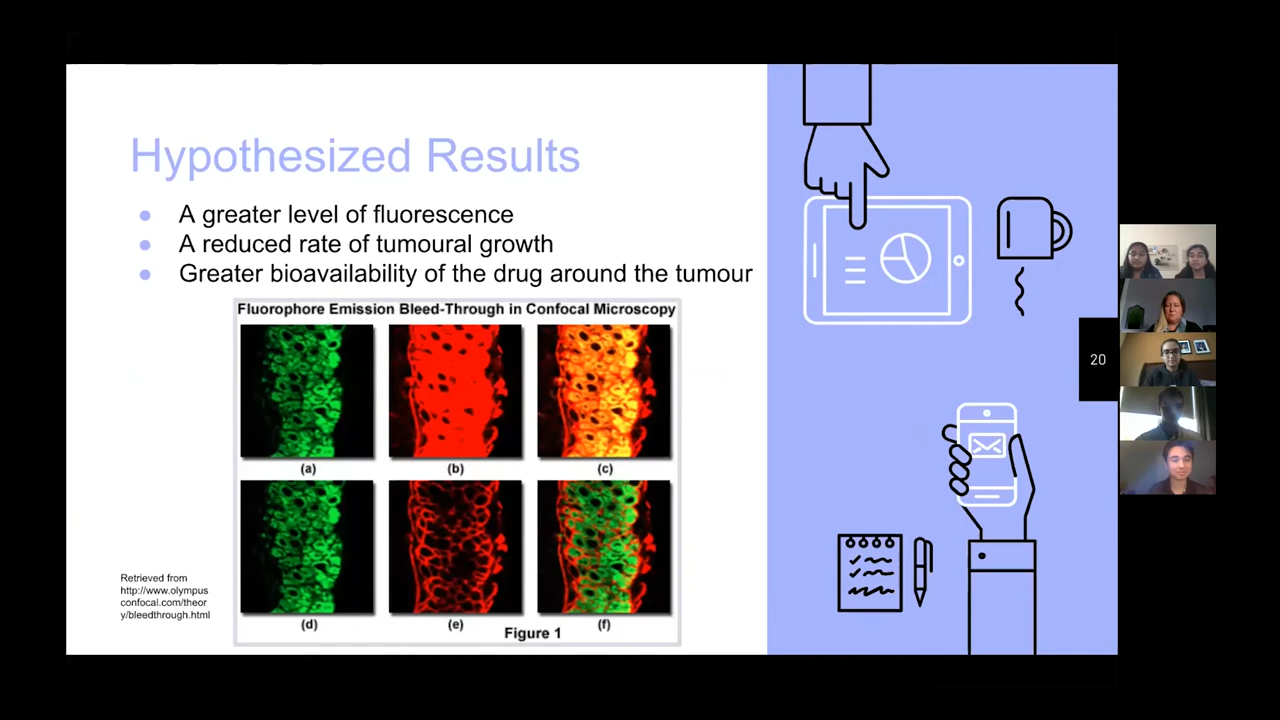 Hypothesized Results
● A greater level of fluorescence
● A reduced rate of tumoural growth
● Greater bioavailability of the drug around the tumour
Fluorophore Emission Bleed-Through in Confocal Microscopy
(a) (b) (c)
(d) (e) (f)
Figure 1
Retrieved from
http://www.olympus
confocal.com/theor
y/bleedthrough.html
20